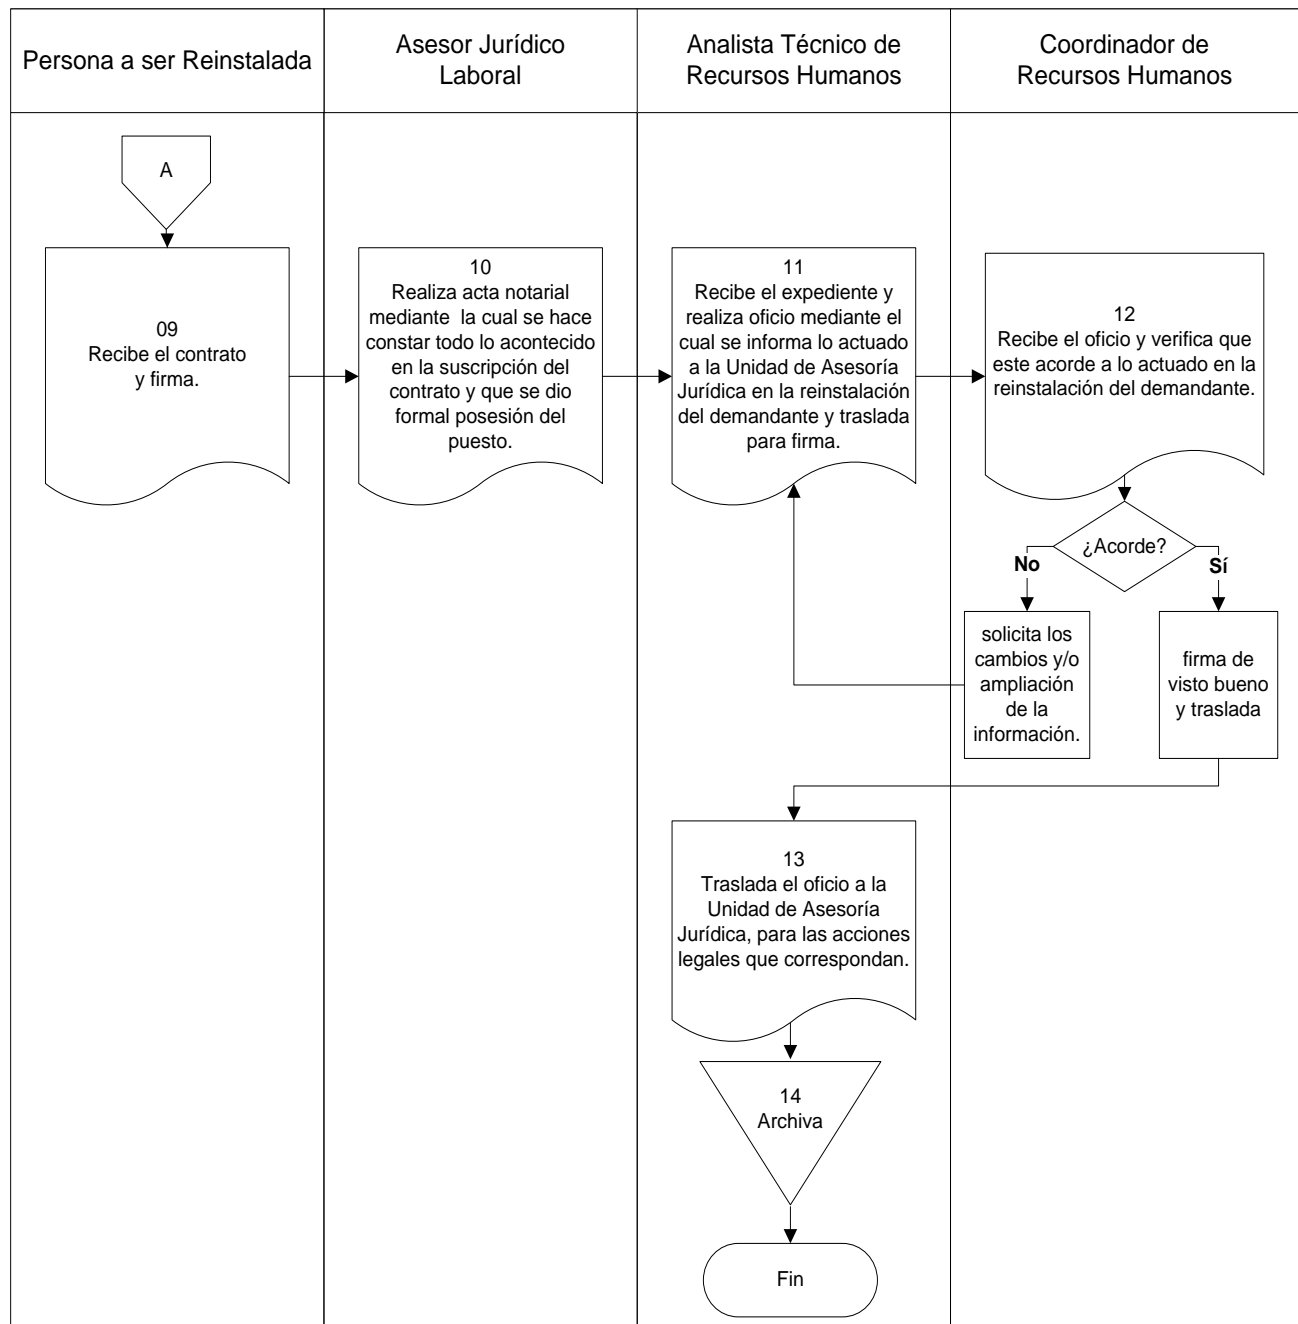 Persona a ser Reinstalada
Asesor Jurídico
Laboral
Analista Técnico de
Recursos Humanos
Coordinador de
Recursos Humanos
A
09
Recibe el contrato
y firma.
10
Realiza acta notarial
mediante la cual se hace
constar todo lo acontecido
en la suscripción del
contrato y que se dio
formal posesión del
puesto.
11
Recibe el expediente y
realiza oficio mediante el
cual se informa lo actuado
a la Unidad de Asesoría
Jurídica en la reinstalación
del demandante y traslada
para firma.
12
Recibe el oficio y verifica que
este acorde a lo actuado en la
reinstalación del demandante.
¿Acorde?
No
Sí
solicita los
cambios y/o
ampliación
de la
información.
firma de
visto bueno
y traslada
13
Traslada el oficio a la
Unidad de Asesoría
Jurídica, para las acciones
legales que correspondan.
14
Archiva
Fin